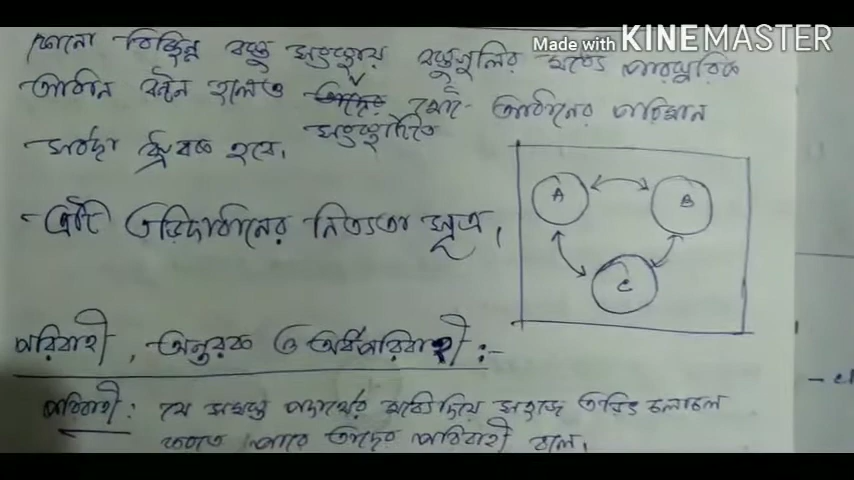 Made with KINEMASTER
কোনো বিচ্ছিন্ন বস্তু সংস্থায় বস্তুগুলির মধ্যে পারস্পরিক
আধান বন্টন হলেও মোট আধানের পরিমান
সংস্থাটিতে
সর্বদা ধ্রুবক হবে।
- এটাই তড়িদাধানের নিত্যতা সূত্র।
A B
C
পরিবাহী, অন্তরক ও অর্ধপরিবাহী :-
পরিবাহী : যে সমস্ত পদার্থের মধ্যেদিয়ে সহজে তড়িৎ চলাচল
করতে পারে তাদের পরিবাহী বলে।